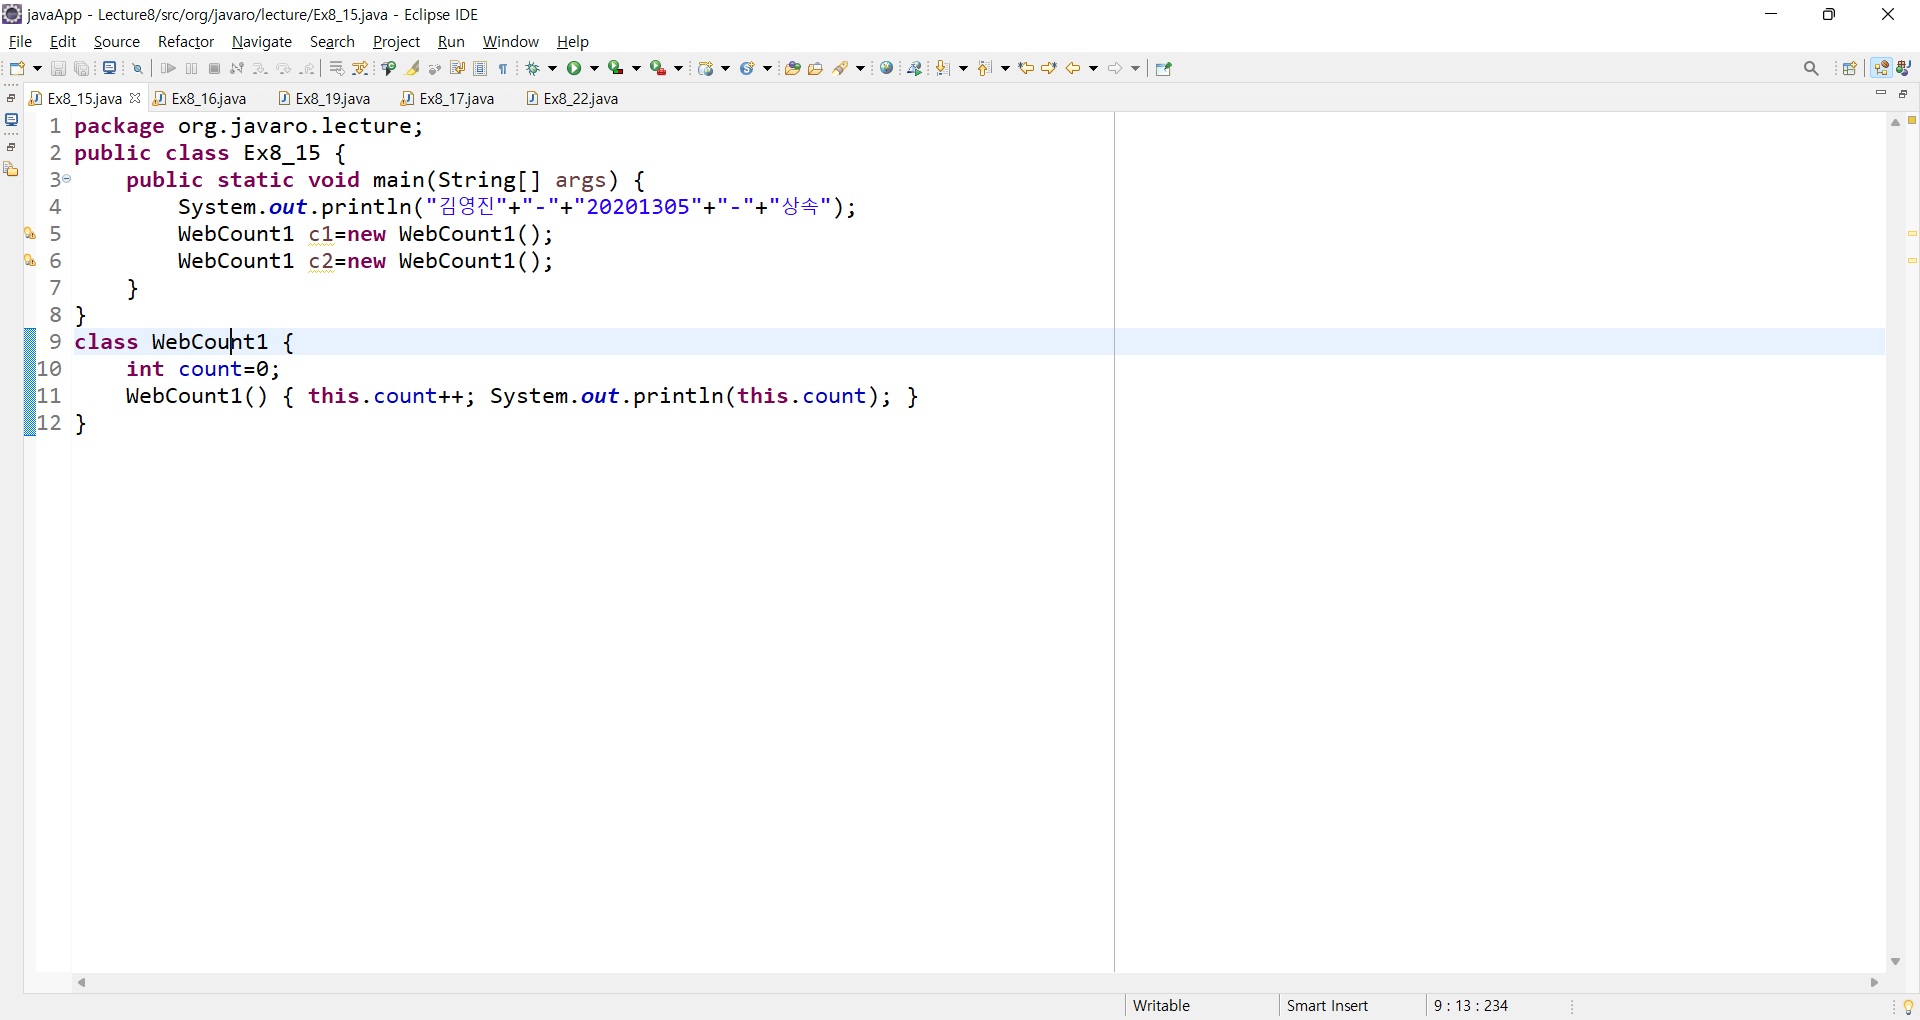 javaApp - Lecture8/src/org/javaro/lecture/Ex8_15.java - Eclipse IDE
File Edit Source Refactor Navigate Search Project Run Window Help
Ex8_15.java Ex8_16.java Ex8_19.java Ex8_17.java Ex8_22.java
1 package org.javaro.lecture;
2 public class Ex8_15 {
3 public static void main(String[] args) {
4 System.out.println("김영진"+"-"+"20201305"+"-"+"상속");
5 WebCount1 c1=new WebCount1();
6 WebCount1 c2=new WebCount1();
7 }
8 }
9 class WebCount1 {
10 int count=0;
11 WebCount1() { this.count++; System.out.println(this.count); }
12 }
Writable Smart Insert 9 : 13 : 234